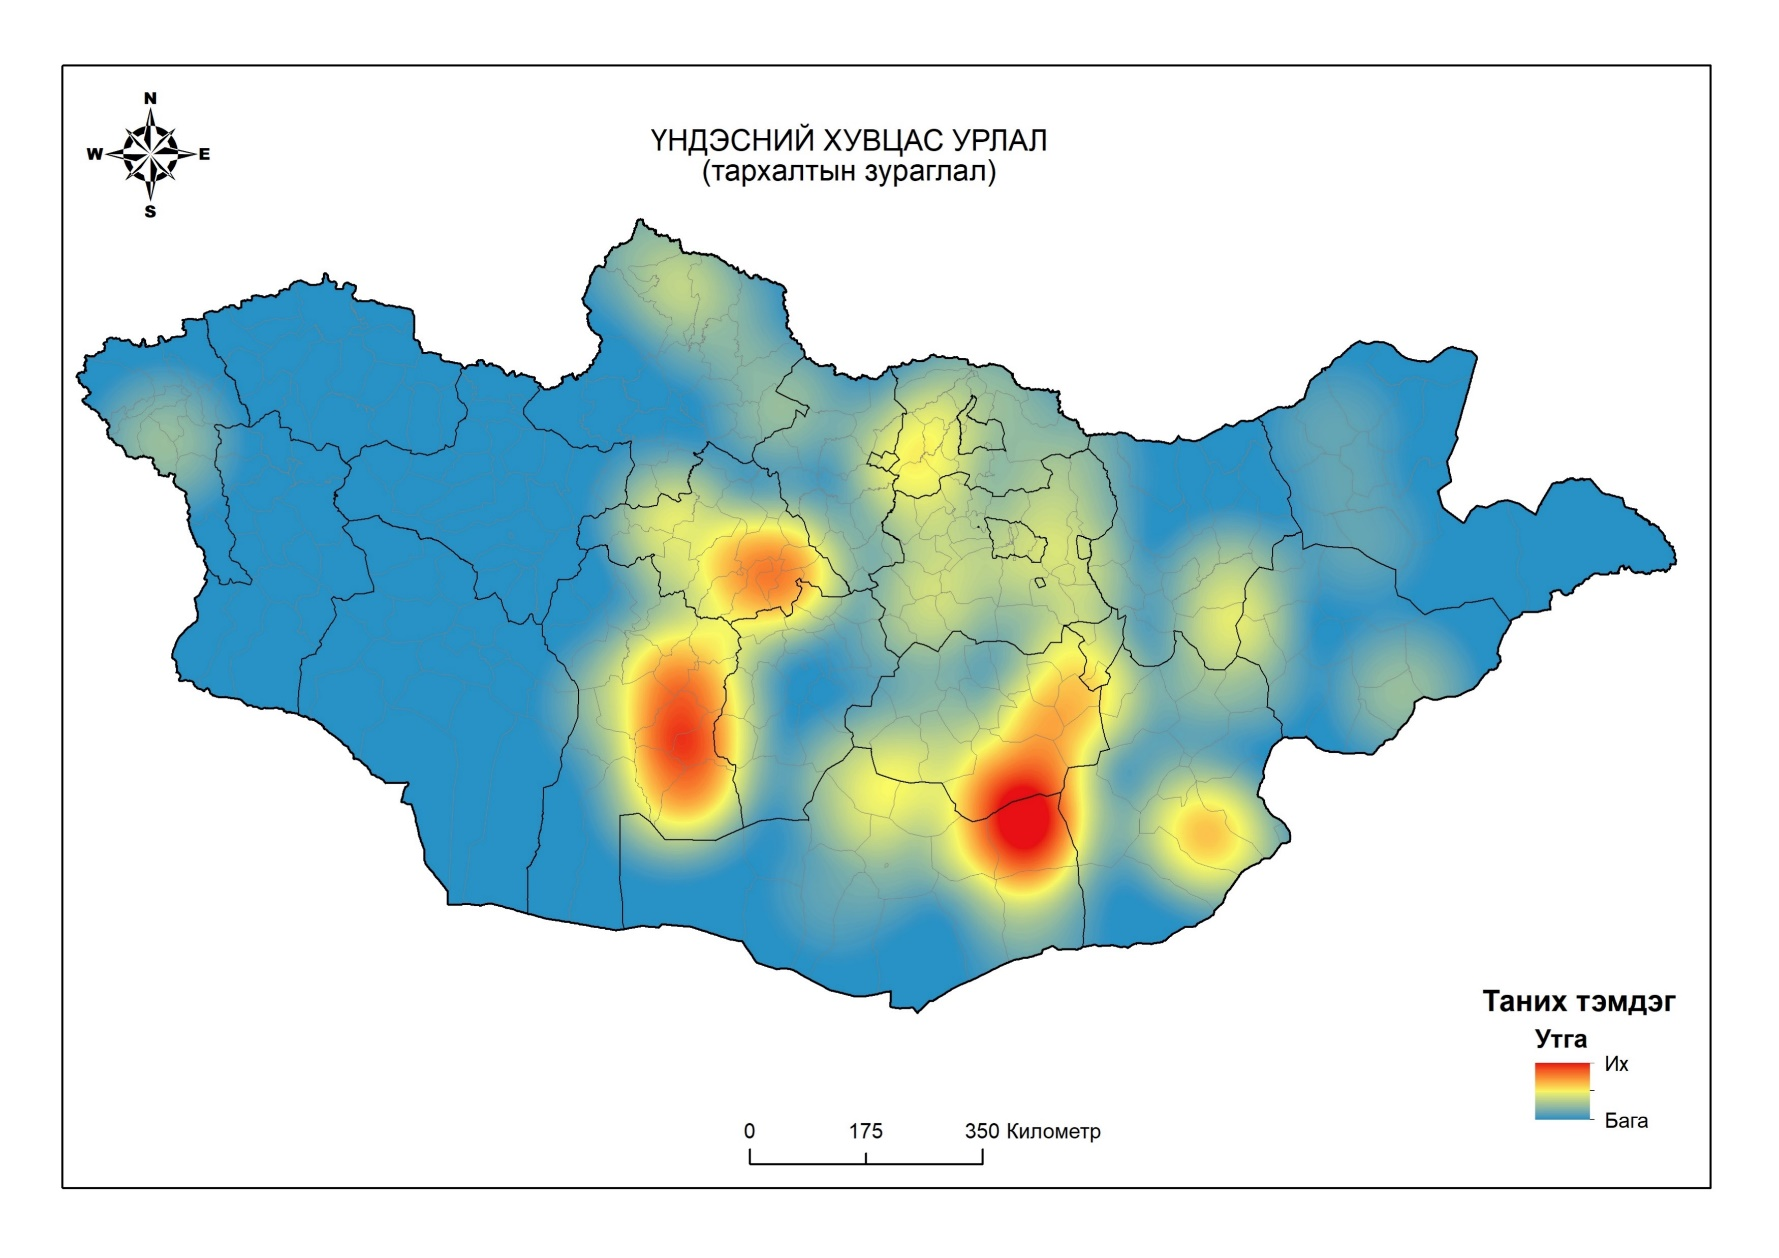 N
W E
S
ҮНДЭСНИЙ ХУВЦАС УРЛАЛ
(тархалтын зураглал)
Таних тэмдэг
Утга
Их
Бага
0 175 350 Километр